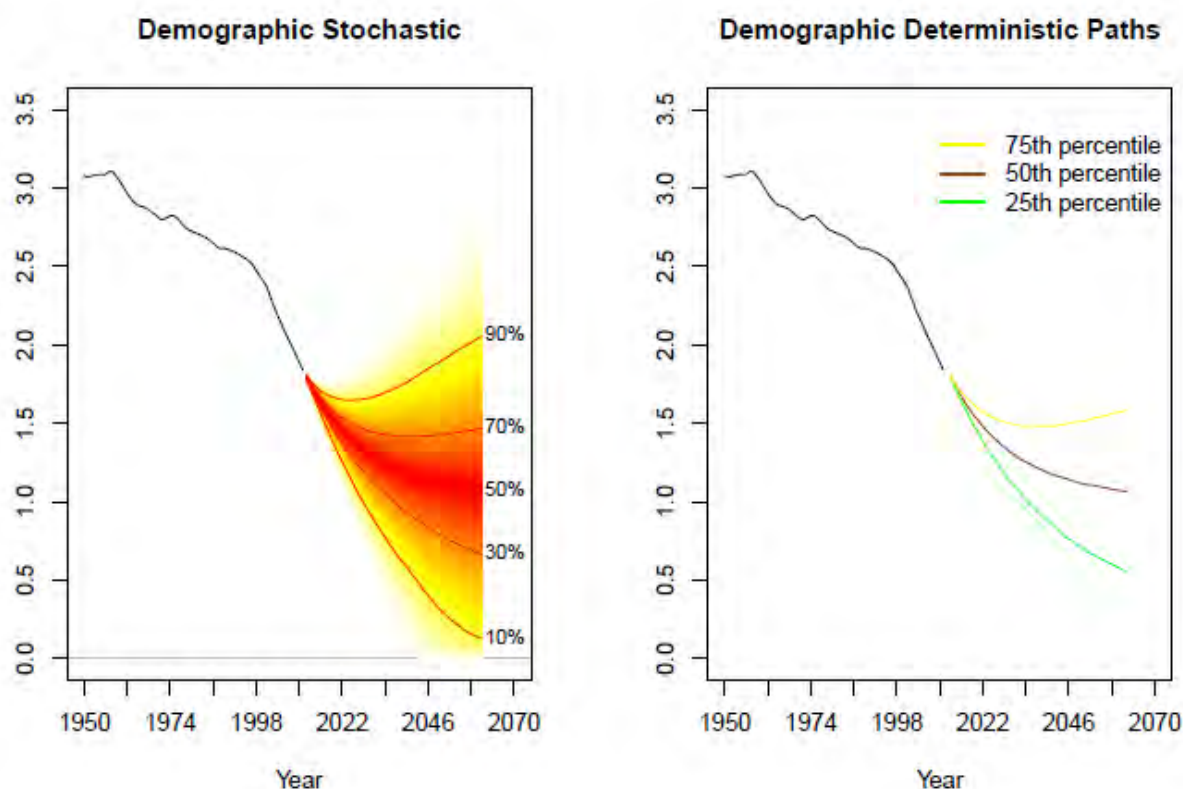 Demographic Stochastic
3.5
3.0
2.5
2.0
1.5
1.0
0.5
0.0
90%
70%
50%
30%
10%
1950 1974 1998 2022 2046 2070
Year
Demographic Deterministic Paths
3.5
3.0
2.5
2.0
1.5
1.0
0.5
0.0
75th percentile
50th percentile
25th percentile
1950 1974 1998 2022 2046 2070
Year